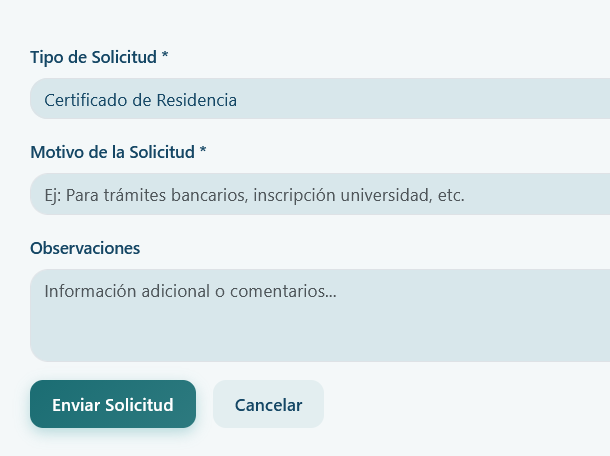 Tipo de Solicitud *
Certificado de Residencia
Motivo de la Solicitud *
Ej: Para trámites bancarios, inscripción universidad, etc.
Observaciones
Información adicional o comentarios...
Enviar Solicitud
Cancelar